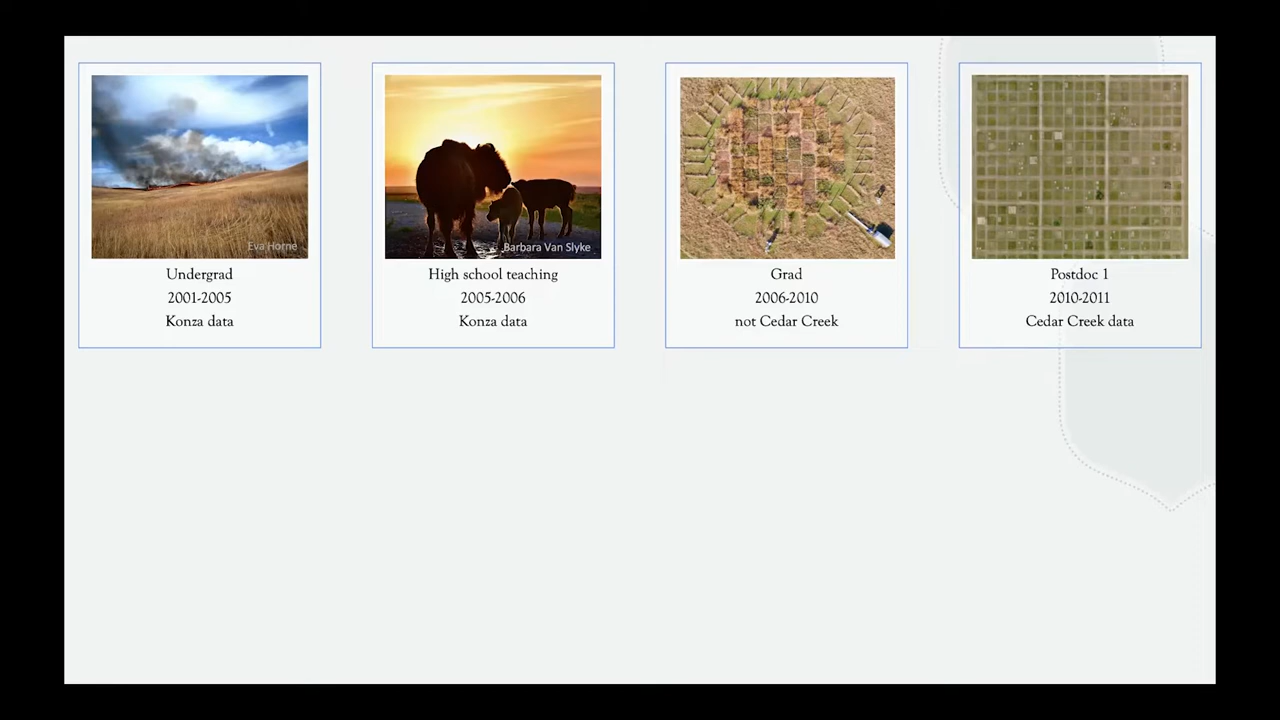 Eva Horne
Undergrad
2001-2005
Konza data
Barbara Van Slyke
High school teaching
2005-2006
Konza data
Grad
2006-2010
not Cedar Creek
Postdoc 1
2010-2011
Cedar Creek data